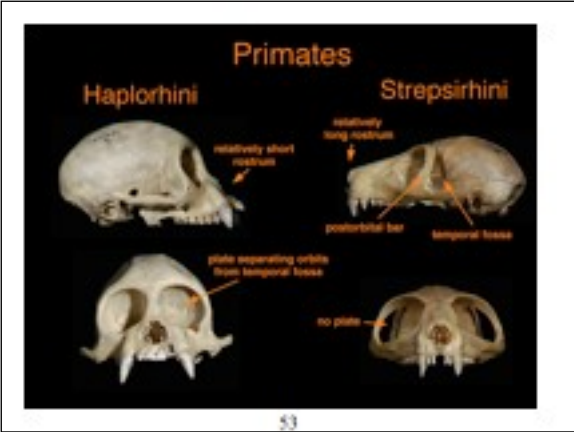 Primates
Haplorhini
Strepsirhini
relatively short
rostrum
relatively
long rostrum
postorbital bar
temporal fossa
plate separating orbits
from temporal fossa
no plate
53